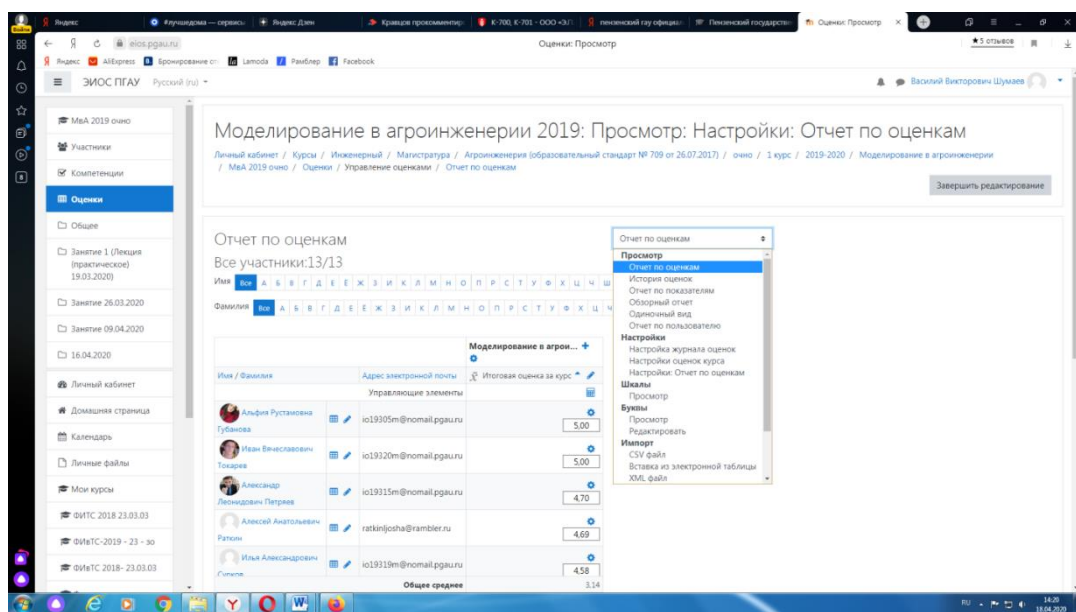 Яндекс
#лучшедома — сервисы
Яндекс.Дзен
Кравцов прокомментир
К-700, К-701 - ООО «ЗЛ
пензенский гау официал
Пензенский государстве
Оценки: Просмотр
Войти
eios.pgau.ru
Оценки: Просмотр
★5 отзывов
Яндекс
AliExpress
Бронирование от
Lamoda
Рамблер
Facebook
ЭИОС ПГАУ
Русский (ru)
Василий Викторович Шумаев
МвА 2019 очно
Участники
Компетенции
Оценки
Общее
Занятие 1 (Лекция
(практическое)
19.03.2020)
Занятие 26.03.2020
Занятие 09.04.2020
16.04.2020
Личный кабинет
Домашняя страница
Календарь
Личные файлы
Мои курсы
ФИТС 2018 23.03.03
ФИвТС-2019 - 23 - зо
ФИвТС 2018- 23.03.03
Моделирование в агроинженерии 2019: Просмотр: Настройки: Отчет по оценкам
Личный кабинет / Курсы / Инженерный / Магистратура / Агроинженерия (образовательный стандарт № 709 от 26.07.2017) / очно / 1 курс / 2019-2020 / Моделирование в агроинженерии
/ МвА 2019 очно / Оценки / Управление оценками / Отчет по оценкам
Завершить редактирование
Отчет по оценкам
Все участники:13/13
Имя Все А Б В Г Д Е Ё Ж З И К Л М Н О П Р С Т У Ф Х Ц Ч Ш
Фамилия Все А Б В Г Д Е Ё Ж З И К Л М Н О П Р С Т У Ф Х Ц Ч
Моделирование в агрои...
Имя / Фамилия Адрес электронной почты Итоговая оценка за курс
Управляющие элементы
Альфия Рустамовна
Губанова
io19305m@nomail.pgau.ru
5,00
Иван Вячеславович
Токарев
io19320m@nomail.pgau.ru
5,00
Александр
Леонидович Петряев
io19315m@nomail.pgau.ru
4,70
Алексей Анатольевич
Раткин
ratkinljosha@rambler.ru
4,69
Илья Александрович
Сурков
io19319m@nomail.pgau.ru
4,58
Общее среднее 3,14
Отчет по оценкам
Просмотр
Отчет по оценкам
История оценок
Отчет по показателям
Обзорный отчет
Одиночный вид
Отчет по пользователю
Настройки
Настройка журнала оценок
Настройки оценок курса
Настройки: Отчет по оценкам
Шкалы
Просмотр
Буквы
Просмотр
Редактировать
Импорт
CSV файл
Вставка из электронной таблицы
XML файл
RU
14:29
18.04.2020